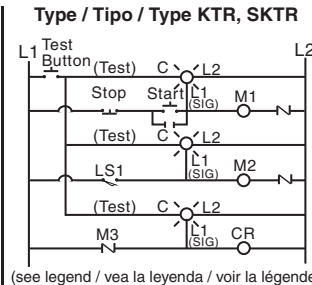 Type / Tipo / Type KTR, SKTR
L1 Test Button L2
(Test) C L2
Stop Start L1 (SIG) M1
(Test) C L2
LS1 L1 (SIG) M2
(Test) C L2
M3 L1 (SIG) CR
(see legend / vea la leyenda / voir la légende